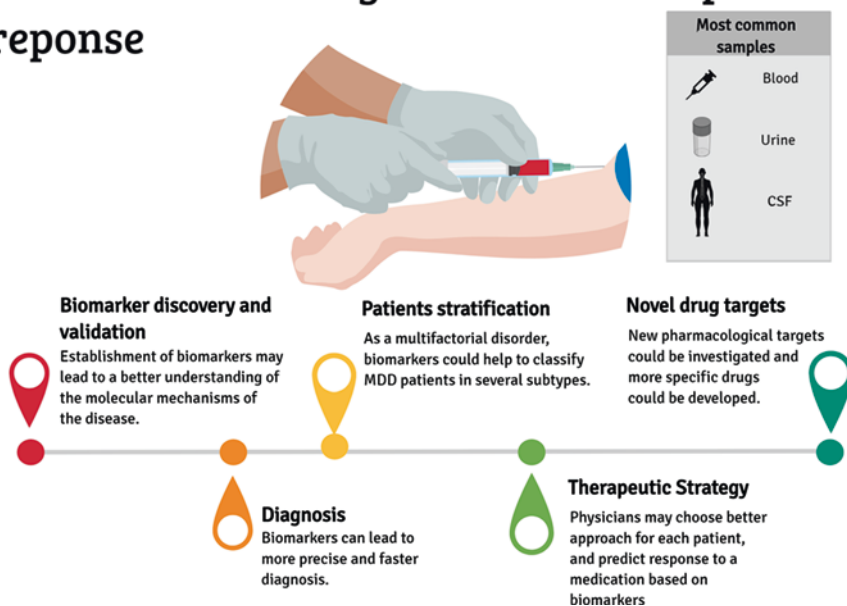 reponse
Most common
samples
Blood
Urine
CSF
Biomarker discovery and
validation
Establishment of biomarkers may
lead to a better understanding of
the molecular mechanisms of
the disease.
Patients stratification
As a multifactorial disorder,
biomarkers could help to classify
MDD patients in several subtypes.
Novel drug targets
New pharmacological targets
could be investigated and
more specific drugs
could be developed.
Diagnosis
Biomarkers can lead to
more precise and faster
diagnosis.
Therapeutic Strategy
Physicians may choose better
approach for each patient,
and predict response to a
medication based on
biomarkers